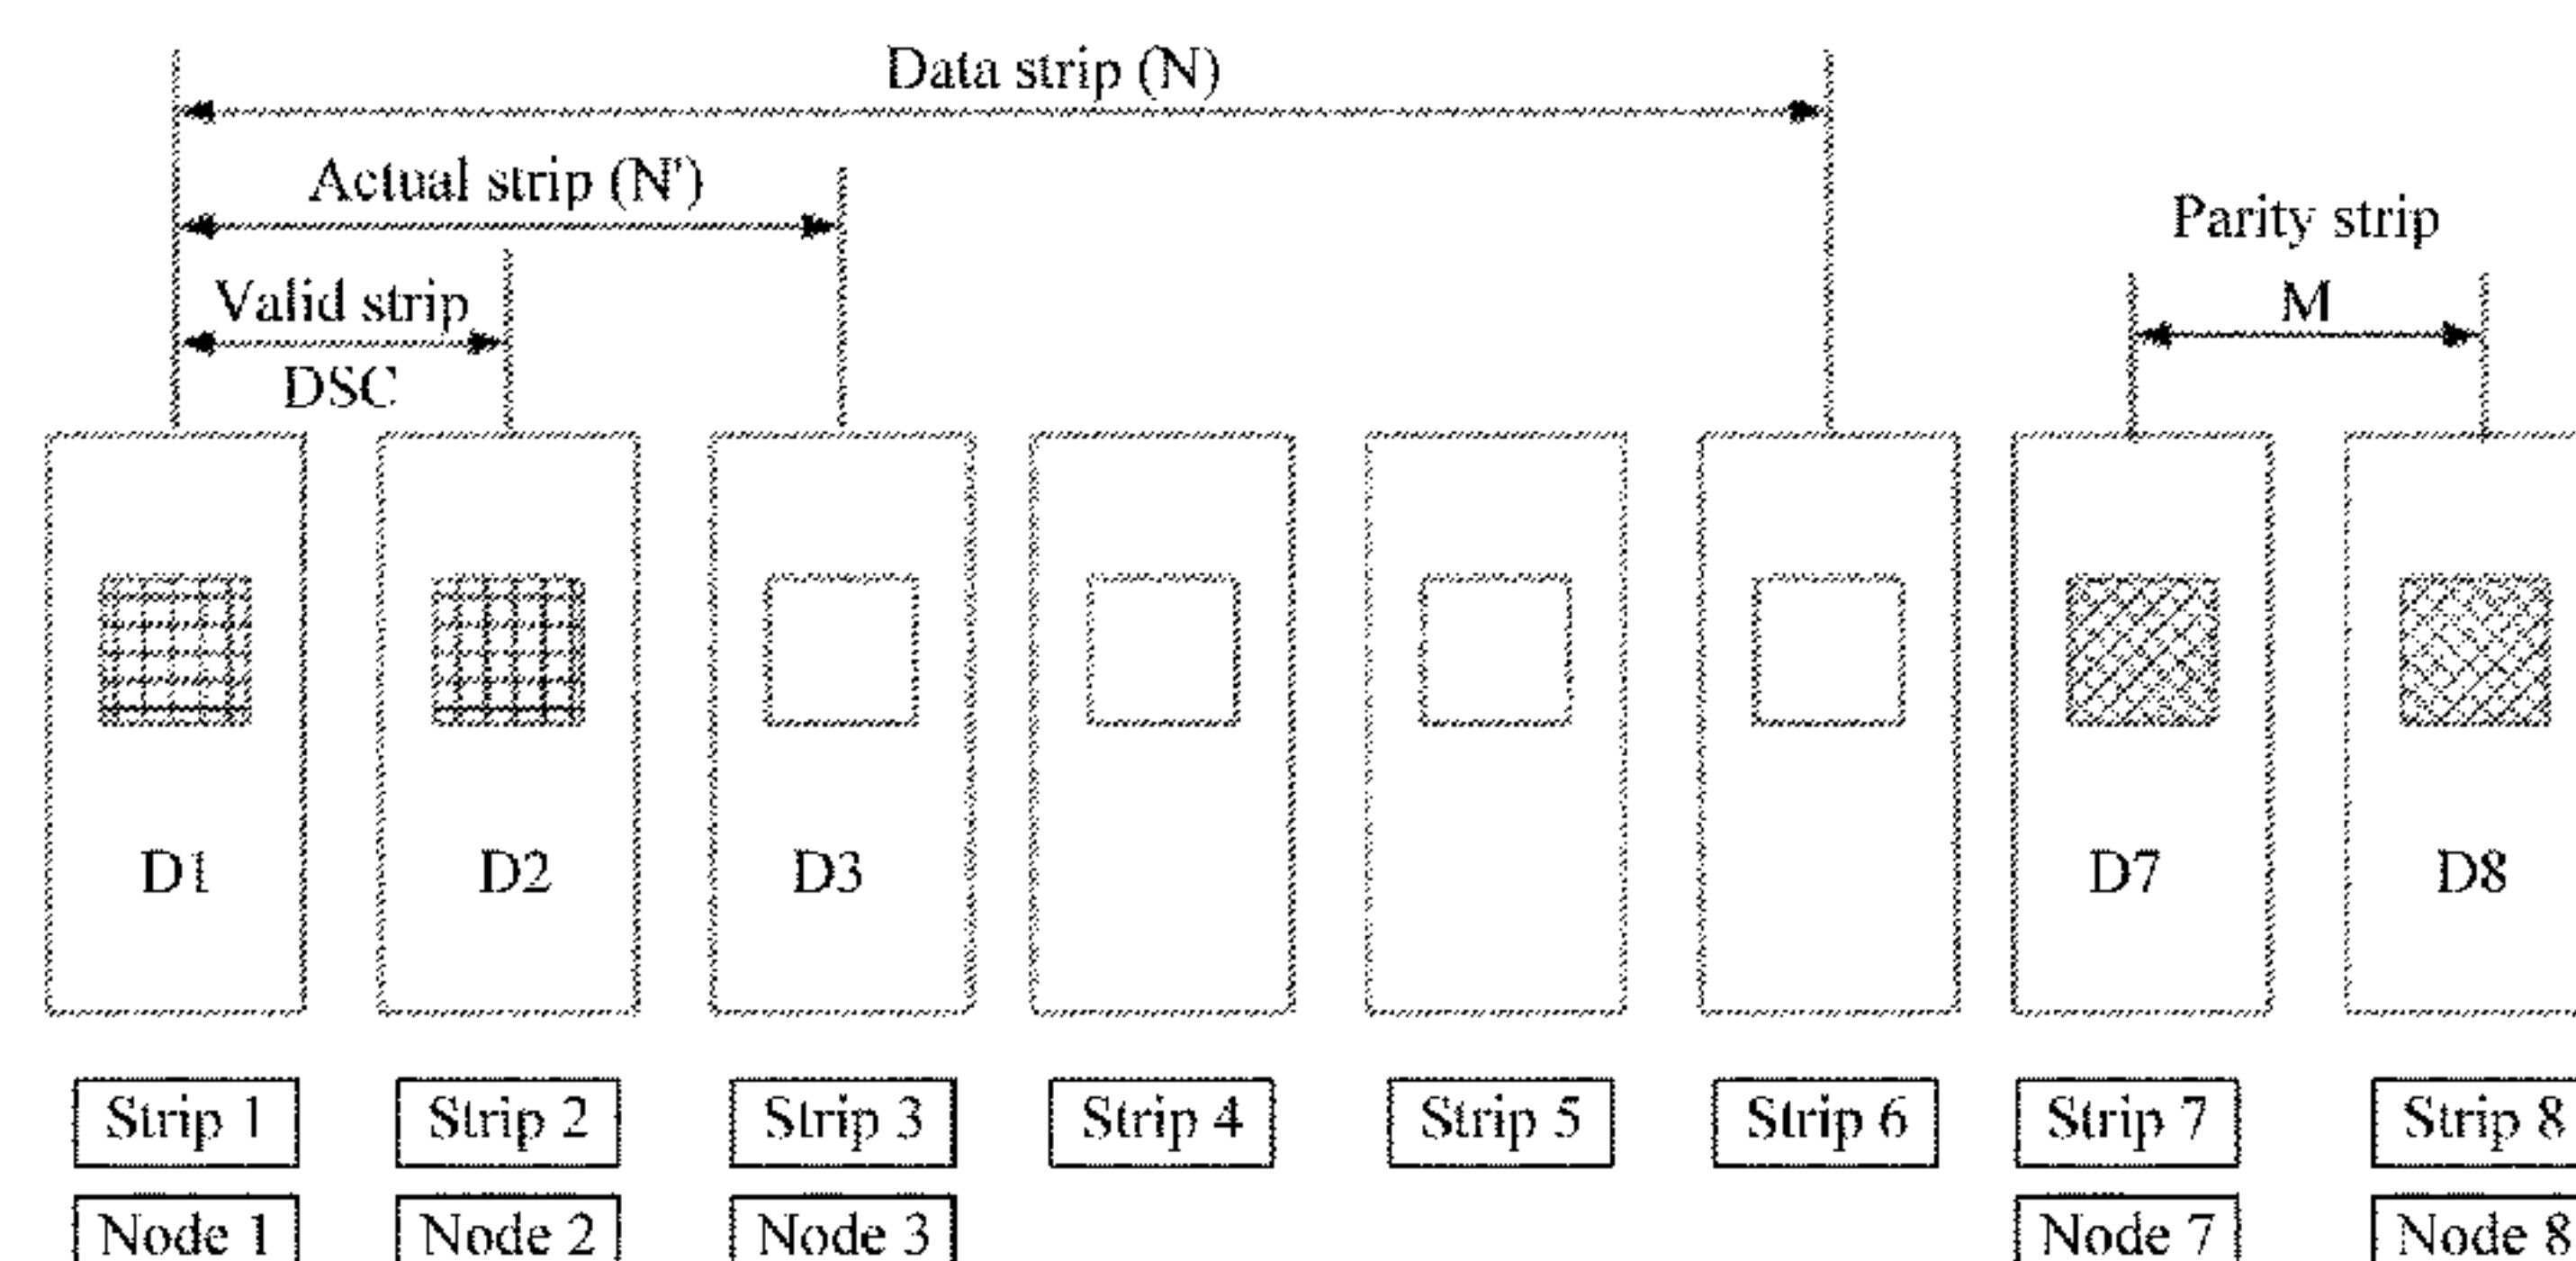 Data strip (N)
Actual strip (N')
Parity strip
Valid strip
M
DSC
D1 D2 D3 D7 D8
Strip 1 Strip 2 Strip 3 Strip 4 Strip 5 Strip 6 Strip 7 Strip 8
Node 1 Node 2 Node 3 Node 7 Node 8